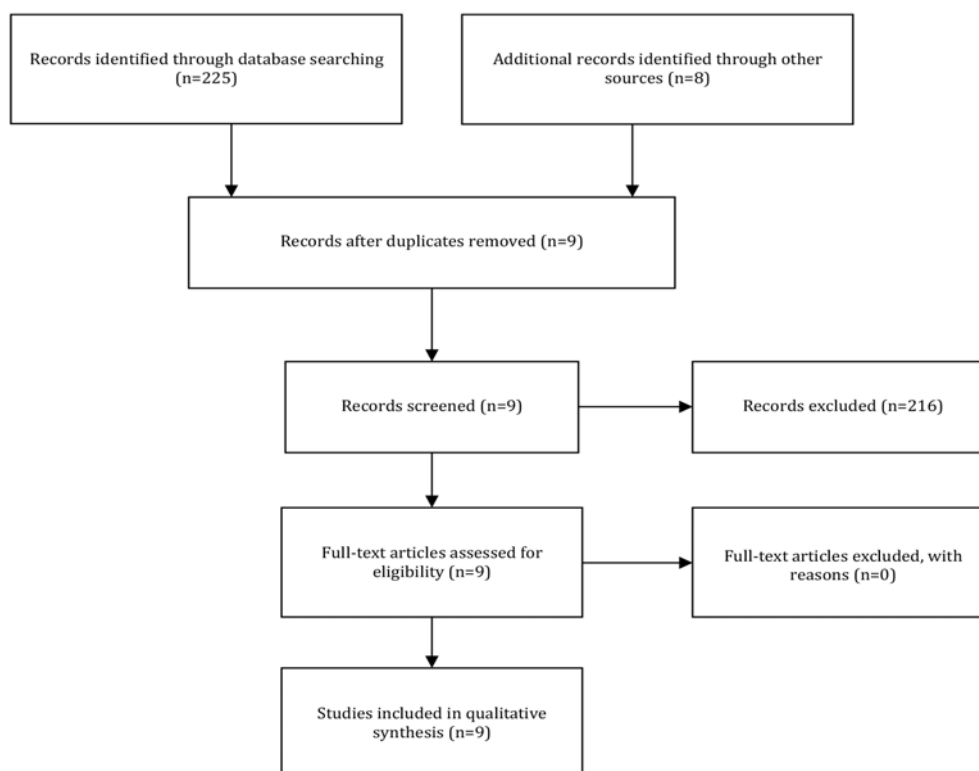 Records identified through database searching
(n=225)
Additional records identified through other
sources (n=8)
Records after duplicates removed (n=9)
Records screened (n=9)
Records excluded (n=216)
Full-text articles assessed for
eligibility (n=9)
Full-text articles excluded, with
reasons (n=0)
Studies included in qualitative
synthesis (n=9)